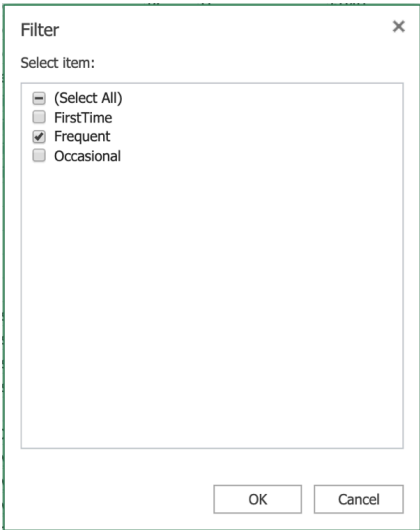 Filter
Select item:
(Select All)
FirstTime
Frequent
Occasional
OK Cancel